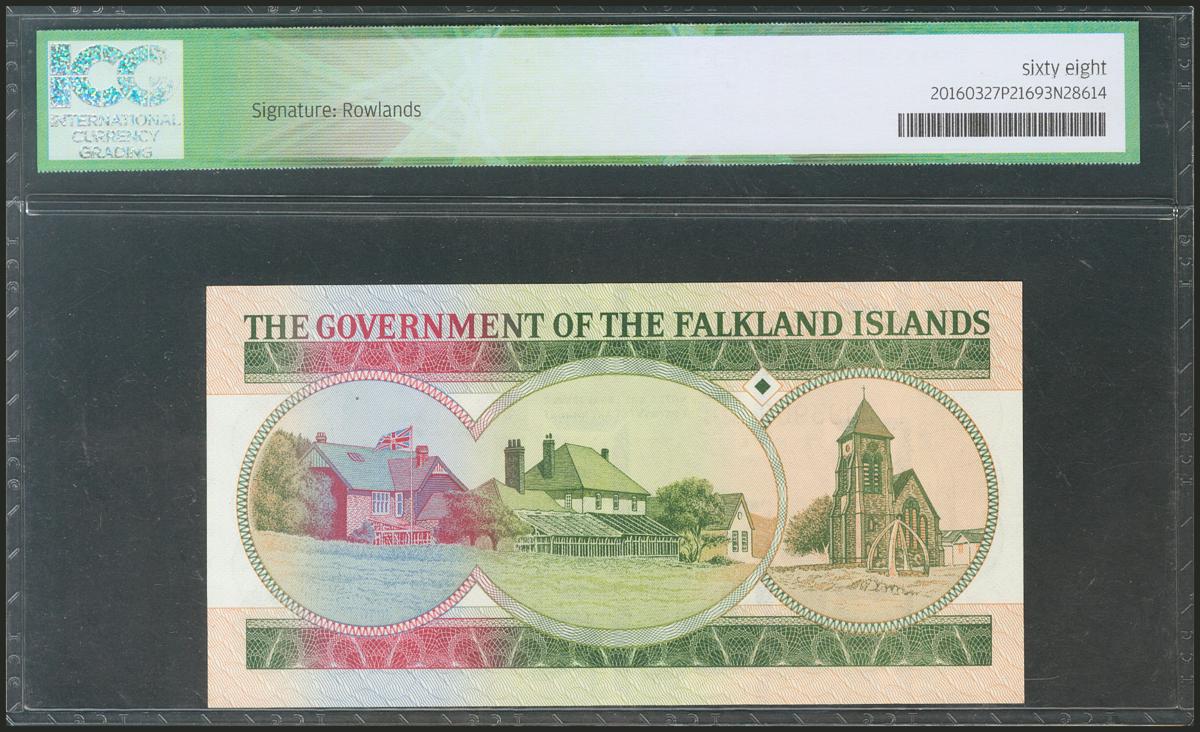 ICG
INTERNATIONAL
CURRENCY
GRADING
Signature: Rowlands
sixty eight
20160327P21693N28614
THE GOVERNMENT OF THE FALKLAND ISLANDS